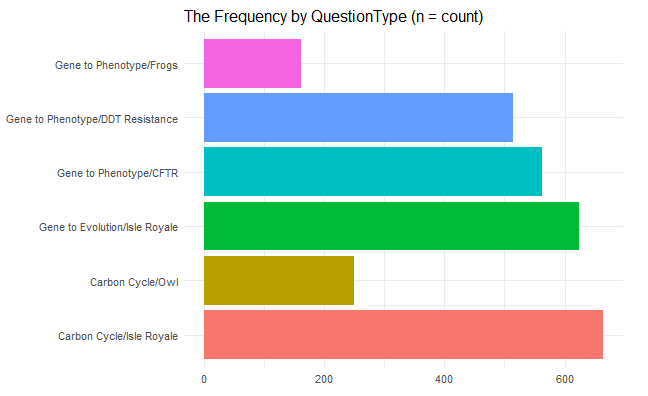 The Frequency by QuestionType (n = count)
Gene to Phenotype/Frogs
Gene to Phenotype/DDT Resistance
Gene to Phenotype/CFTR
Gene to Evolution/Isle Royale
Carbon Cycle/Owl
Carbon Cycle/Isle Royale
0 200 400 600